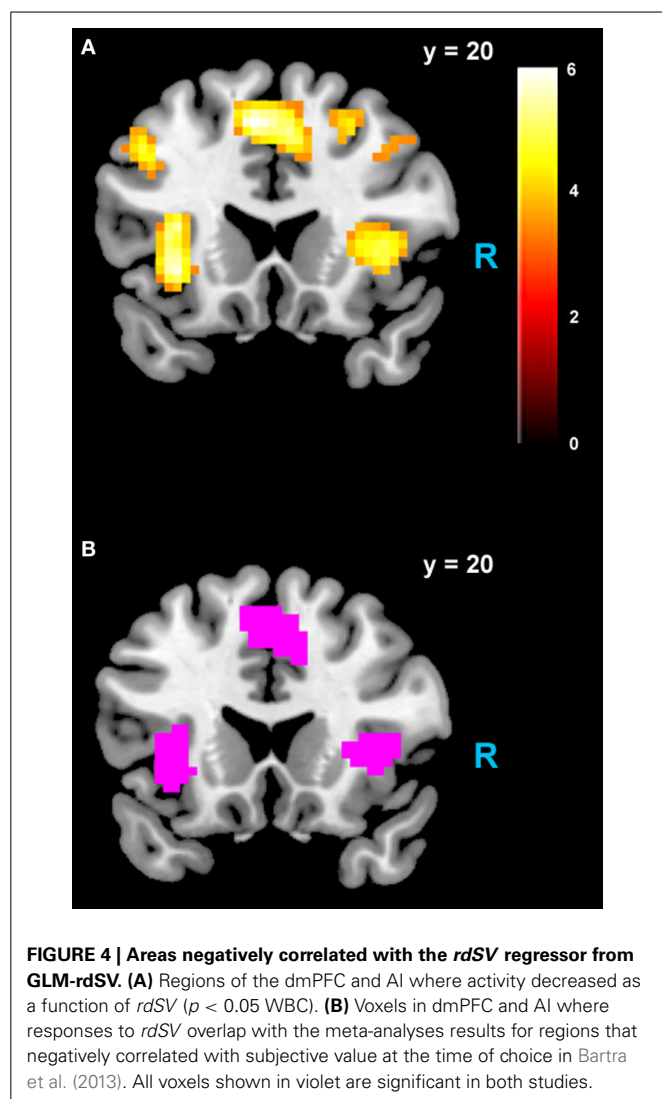 A
y = 20
6
4
R
2
0
B
y = 20
R
FIGURE 4 | Areas negatively correlated with the rdSV regressor from
GLM-rdSV. (A) Regions of the dmPFC and AI where activity decreased as
a function of rdSV (p < 0.05 WBC). (B) Voxels in dmPFC and AI where
responses to rdSV overlap with the meta-analyses results for regions that
negatively correlated with subjective value at the time of choice in Bartra
et al. (2013). All voxels shown in violet are significant in both studies.